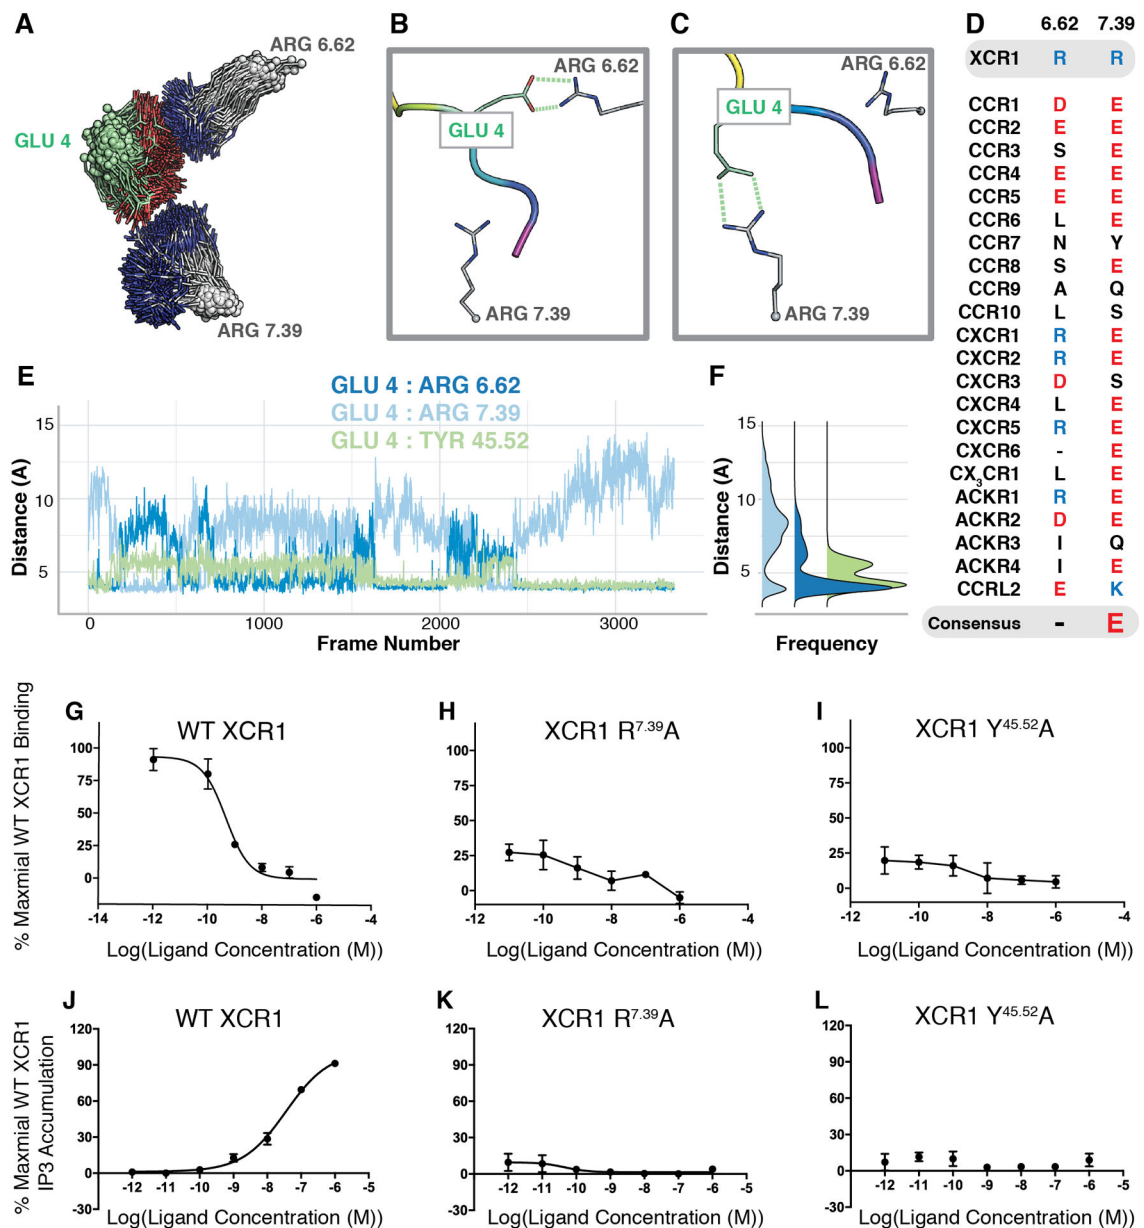 A
ARG 6.62
GLU 4
ARG 7.39
B
ARG 6.62
GLU 4
ARG 7.39
C
ARG 6.62
GLU 4
ARG 7.39
D
6.62 7.39
XCR1 R R
CCR1 D E
CCR2 E E
CCR3 S E
CCR4 E E
CCR5 E E
CCR6 L E
CCR7 N Y
CCR8 S E
CCR9 A Q
CCR10 L S
CXCR1 R E
CXCR2 R E
CXCR3 D S
CXCR4 L E
CXCR5 R E
CXCR6 - E
CX3CR1 L E
ACKR1 R E
ACKR2 D E
ACKR3 I Q
ACKR4 I E
CCRL2 E K
Consensus - E
E
GLU 4 : ARG 6.62
GLU 4 : ARG 7.39
GLU 4 : TYR 45.52
Distance (A)
15
10
5
0 1000 2000 3000
Frame Number
F
Distance (A)
15
10
5
Frequency
% Maxmial WT XCR1 Binding
G
WT XCR1
100
75
50
25
0
-14 -12 -10 -8 -6 -4
Log(Ligand Concentration (M))
H
XCR1 R7.39A
100
75
50
25
0
-12 -10 -8 -6 -4
Log(Ligand Concentration (M))
I
XCR1 Y45.52A
100
75
50
25
0
-12 -10 -8 -6 -4
Log(Ligand Concentration (M))
% Maxmial WT XCR1
IP3 Accumulation
J
WT XCR1
120
90
60
30
0
-30
-12 -11 -10 -9 -8 -7 -6 -5
Log(Ligand Concentration (M))
K
XCR1 R7.39A
120
90
60
30
0
-30
-12 -11 -10 -9 -8 -7 -6 -5
Log(Ligand Concentration (M))
L
XCR1 Y45.52A
120
90
60
30
0
-30
-12 -11 -10 -9 -8 -7 -6 -5
Log(Ligand Concentration (M))